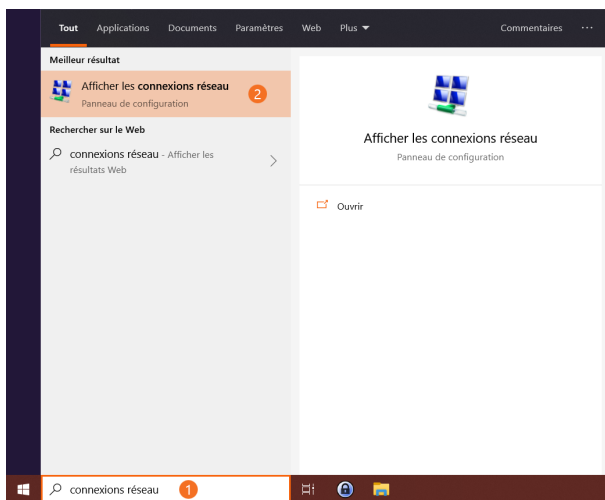 Tout Applications Documents Paramètres Web Plus Commentaires ...
Meilleur résultat
Afficher les connexions réseau
2
Panneau de configuration
Rechercher sur le Web
connexions réseau - Afficher les
résultats Web
Afficher les connexions réseau
Panneau de configuration
Ouvrir
connexions réseau
1